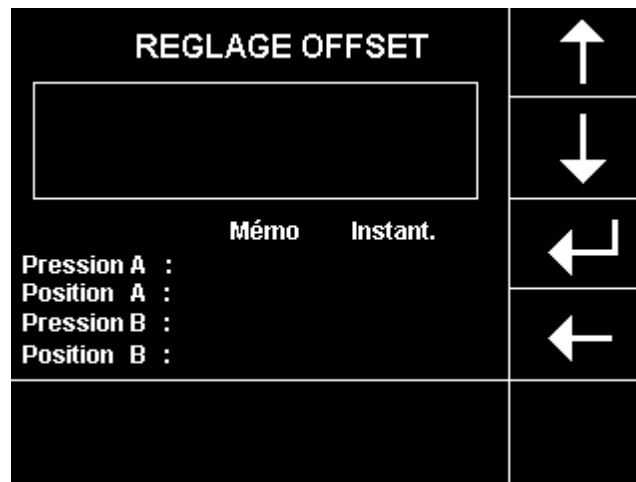 REGLAGE OFFSET
Mémo Instant.
Pression A :
Position A :
Pression B :
Position B :